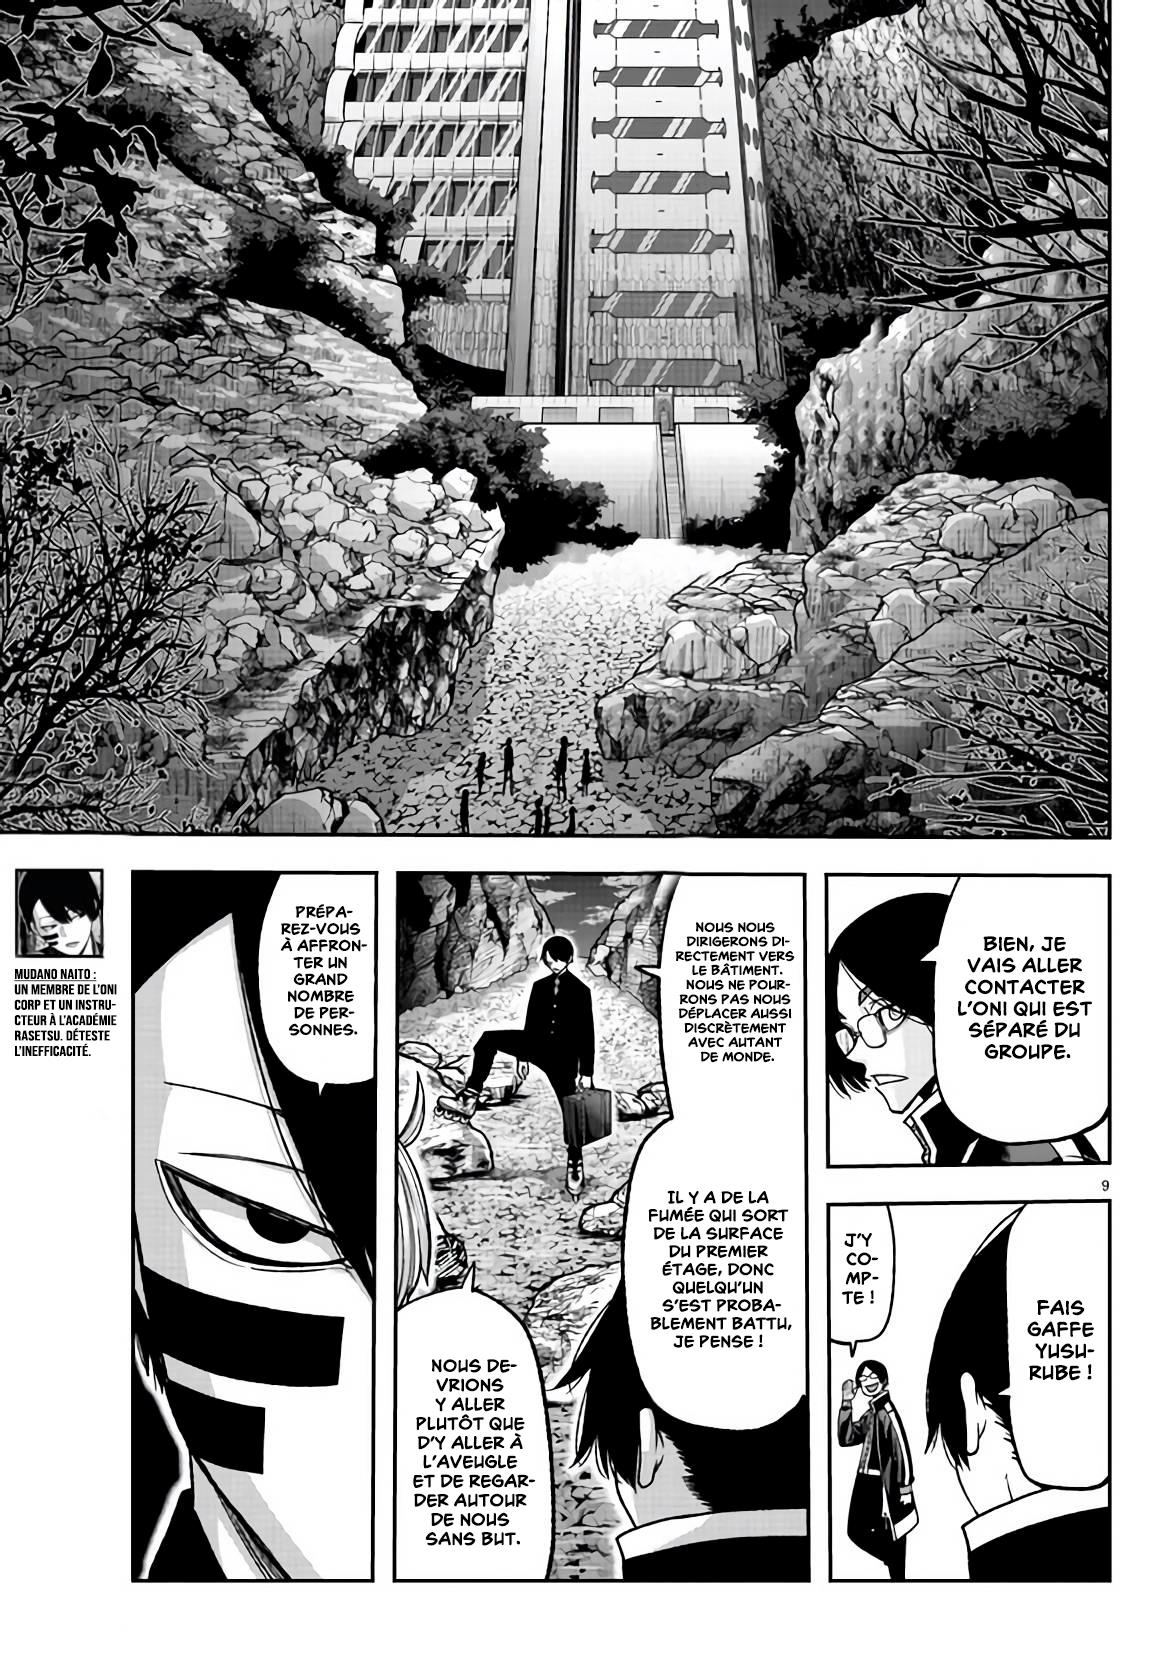 BIEN, JE
VAIS ALLER
CONTACTER
L'ONI QUI EST
SÉPARÉ DU
GROUPE.
9
FAIS
GAFFE
YUSU-
RUBE !
J'Y
CO-
MP-
TE !
NOUS NOUS
DIRIGERONS DI-
RECTEMENT VERS
LE BÂTIMENT.
NOUS NE POUR-
RONS PAS NOUS
DÉPLACER AUSSI
DISCRÈTEMENT
AVEC AUTANT
DE MONDE.
IL Y A DE LA
FUMÉE QUI SORT
DE LA SURFACE
DU PREMIER
ÉTAGE, DONC
QUELQU'UN
S'EST PROBA-
BLEMENT BATTU,
JE PENSE !
NOUS DE-
VRIONS
Y ALLER
PLUTÔT QUE
D'Y ALLER À
L'AVEUGLE
ET DE REGAR-
DER AUTOUR
DE NOUS
SANS BUT.
PRÉPA-
REZ-VOUS
À AFFRON-
TER UN
GRAND
NOMBRE
DE PER-
SONNES.
MUDANO NAITO :
UN MEMBRE DE L'ONI
CORP ET UN INSTRU-
CTEUR À L'ACADÉMIE
RASETSU. DÉTESTE
L'INEFFICACITÉ.